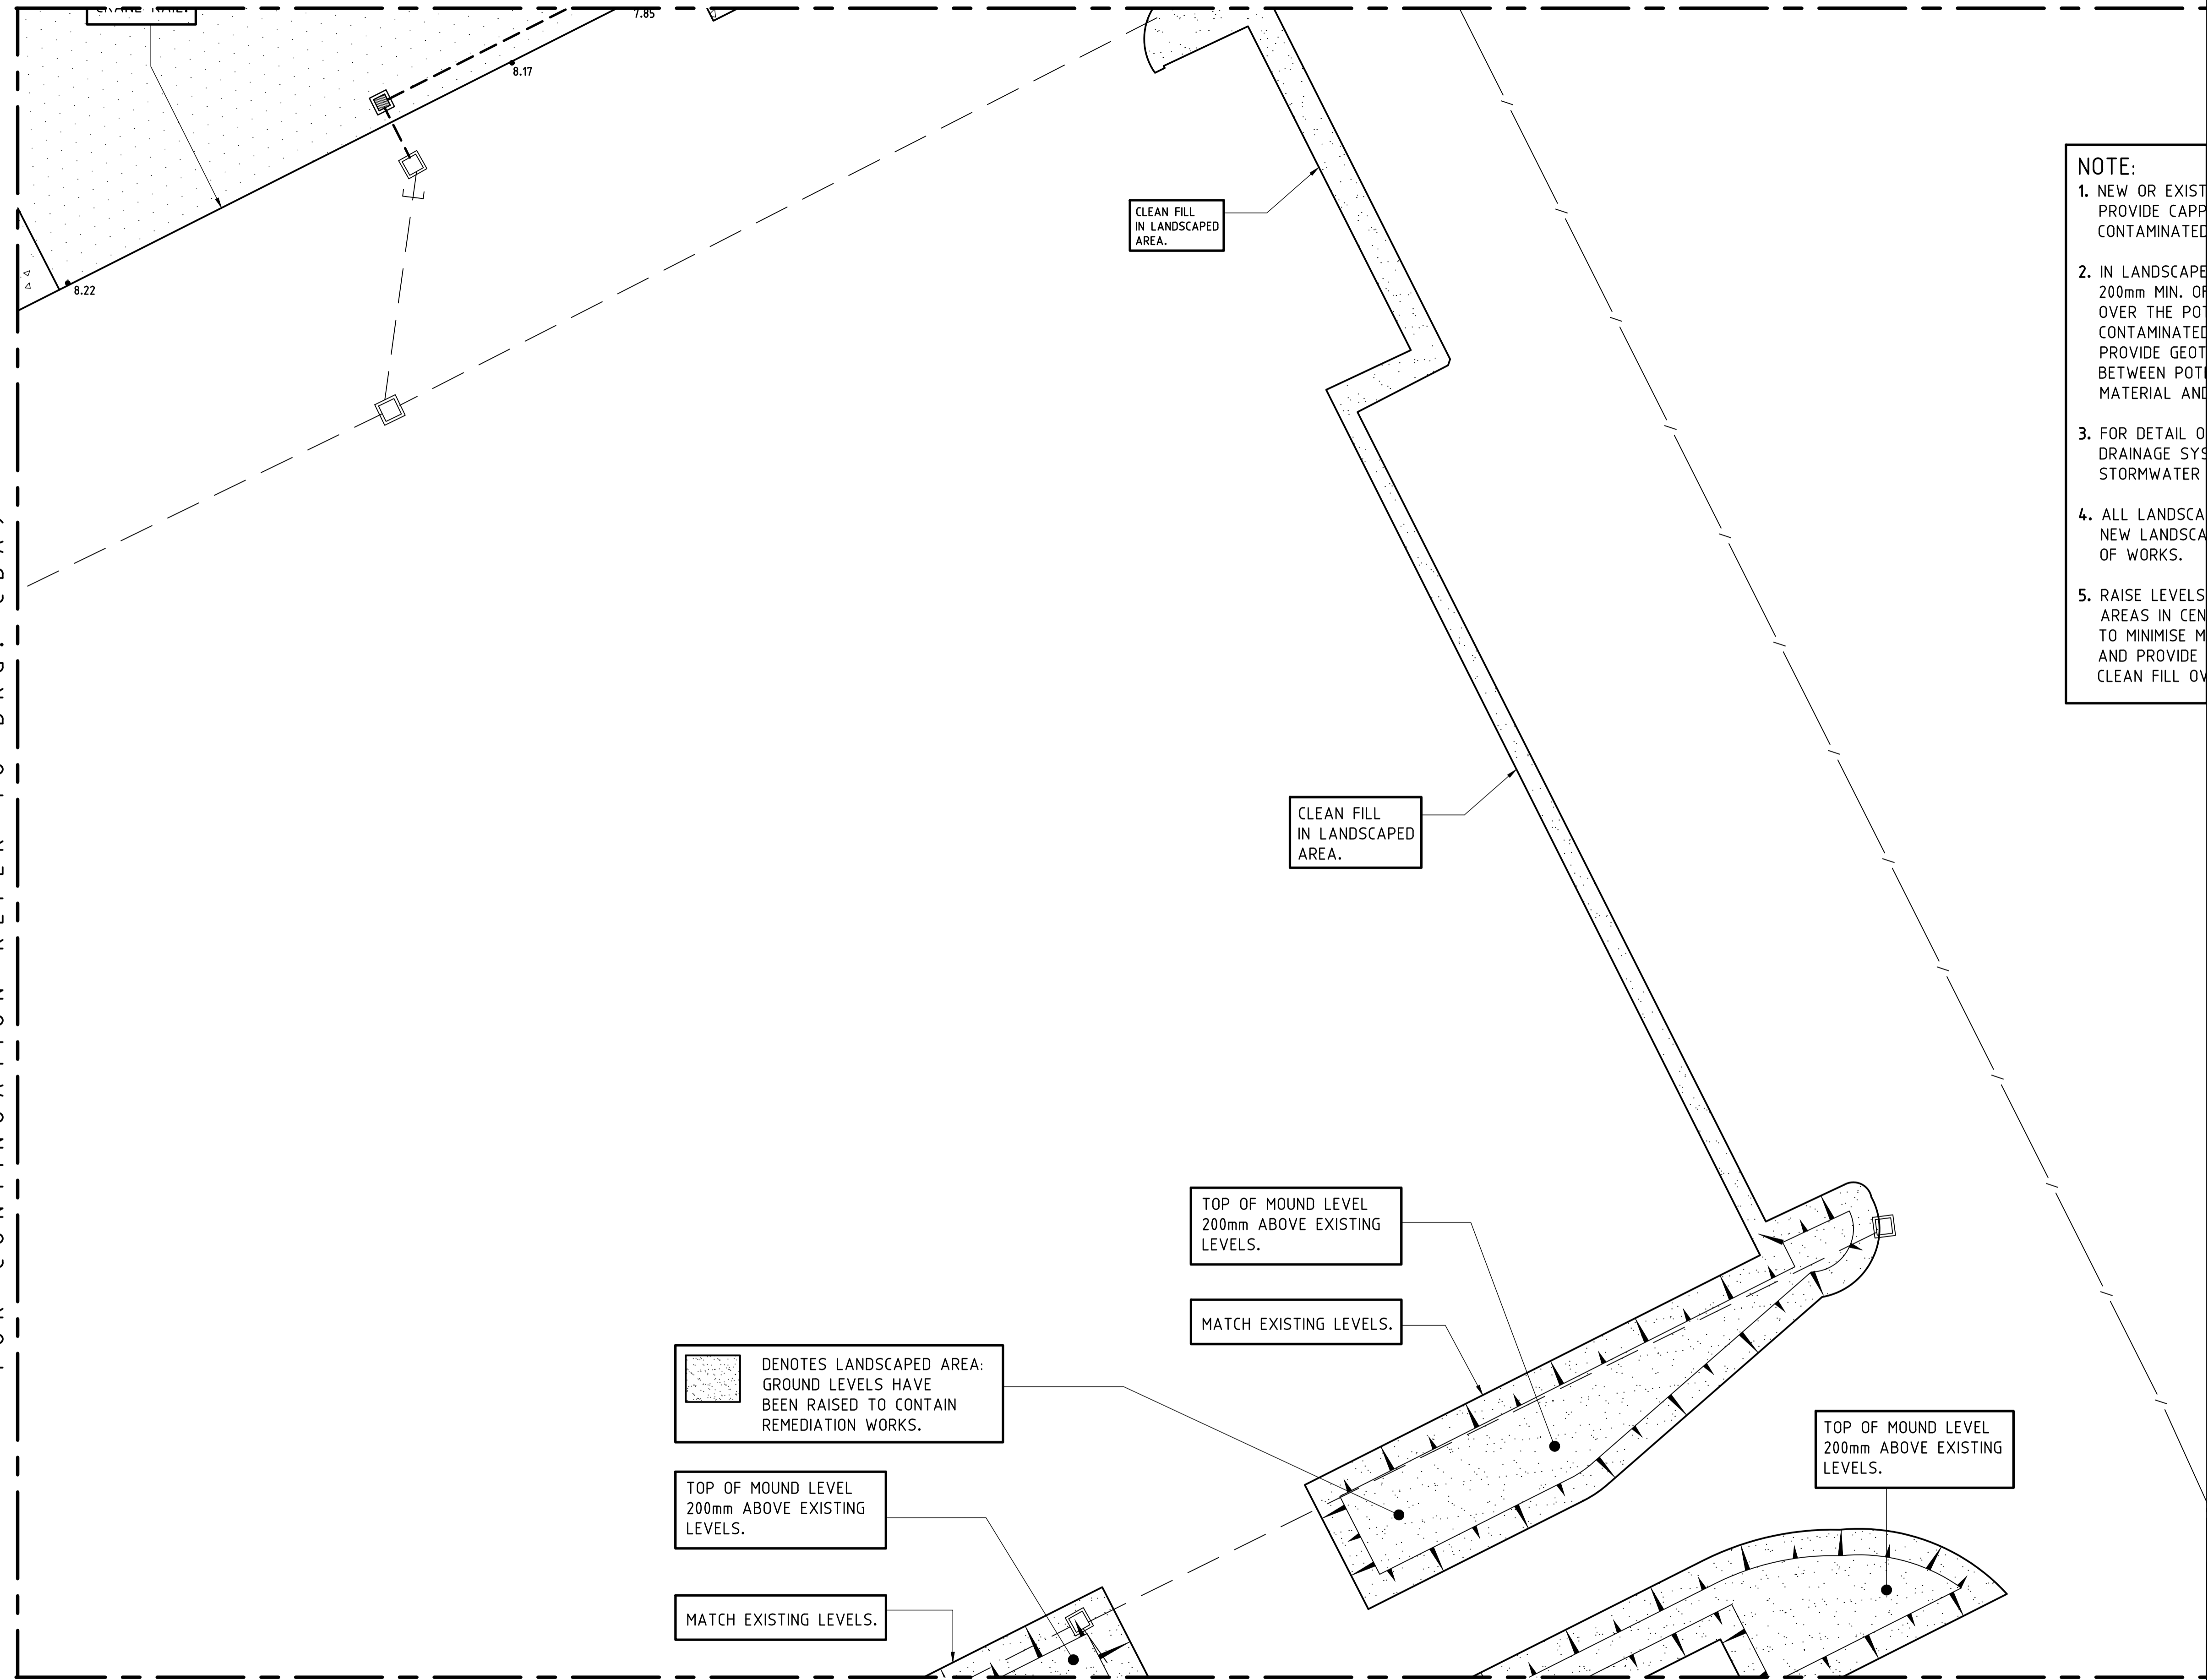 7.85
8.17
8.22
CLEAN FILL
IN LANDSCAPED
AREA.
NOTE:
1. NEW OR EXIST
PROVIDE CAPP
CONTAMINATED
2. IN LANDSCAPE
200mm MIN. OF
OVER THE POT
CONTAMINATED
PROVIDE GEOT
BETWEEN POT
MATERIAL AND
3. FOR DETAIL O
DRAINAGE SYS
STORMWATER
4. ALL LANDSCA
NEW LANDSCA
OF WORKS.
5. RAISE LEVELS
AREAS IN CEN
TO MINIMISE M
AND PROVIDE
CLEAN FILL OV
CLEAN FILL
IN LANDSCAPED
AREA.
TOP OF MOUND LEVEL
200mm ABOVE EXISTING
LEVELS.
MATCH EXISTING LEVELS.
DENOTES LANDSCAPED AREA:
GROUND LEVELS HAVE
BEEN RAISED TO CONTAIN
REMEDIATION WORKS.
TOP OF MOUND LEVEL
200mm ABOVE EXISTING
LEVELS.
TOP OF MOUND LEVEL
200mm ABOVE EXISTING
LEVELS.
MATCH EXISTING LEVELS.